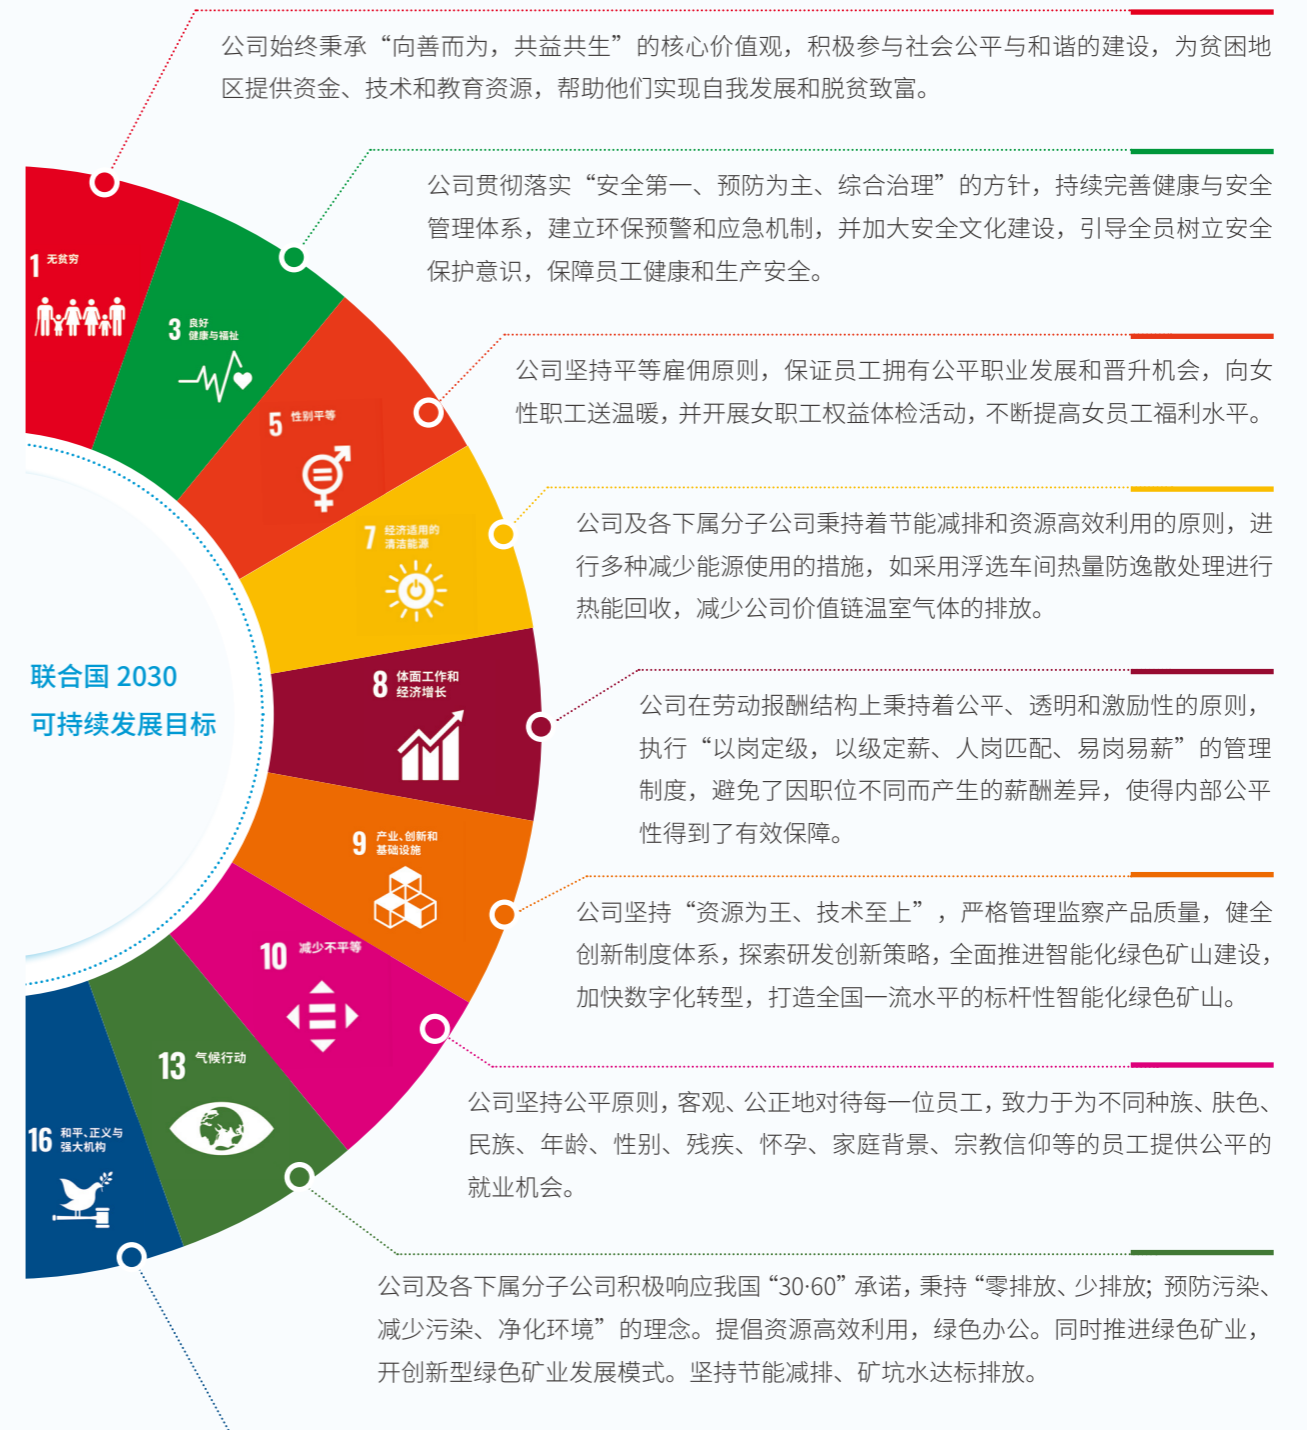 公司始终秉承“向善而为，共益共生”的核心价值观，积极参与社会公平与和谐的建设，为贫困地
区提供资金、技术和教育资源，帮助他们实现自我发展和脱贫致富。
公司贯彻落实“安全第一、预防为主、综合治理”的方针，持续完善健康与安全
管理体系，建立环保预警和应急机制，并加大安全文化建设，引导全员树立安全
保护意识，保障员工健康和生产安全。
1 无贫穷
3 良好
健康与福祉
公司坚持平等雇佣原则，保证员工拥有公平职业发展和晋升机会，向女
性职工送温暖，并开展女职工权益体检活动，不断提高女员工福利水平。
5 性别平等
公司及各下属分子公司秉持着节能减排和资源高效利用的原则，进
行多种减少能源使用的措施，如采用浮选车间热量防逸散处理进行
热能回收，减少公司价值链温室气体的排放。
7 经济适用的
清洁能源
联合国 2030
可持续发展目标
8 体面工作和
经济增长
公司在劳动报酬结构上秉持着公平、透明和激励性的原则，
执行“以岗定级，以级定薪、人岗匹配、易岗易薪”的管理
制度，避免了因职位不同而产生的薪酬差异，使得内部公平
性得到了有效保障。
9 产业、创新和
基础设施
公司坚持“资源为王、技术至上”，严格管理监察产品质量，健全
创新制度体系，探索研发创新策略，全面推进智能化绿色矿山建设，
加快数字化转型，打造全国一流水平的标杆性智能化绿色矿山。
10 减少不平等
公司坚持公平原则，客观、公正地对待每一位员工，致力于为不同种族、肤色、
民族、年龄、性别、残疾、怀孕、家庭背景、宗教信仰等的员工提供公平的
就业机会。
13 气候行动
16 和平、正义与
强大机构
公司及各下属分子公司积极响应我国“30·60”承诺，秉持“零排放、少排放；预防污染、
减少污染、净化环境”的理念。提倡资源高效利用，绿色办公。同时推进绿色矿业，
开创新型绿色矿业发展模式。坚持节能减排、矿坑水达标排放。